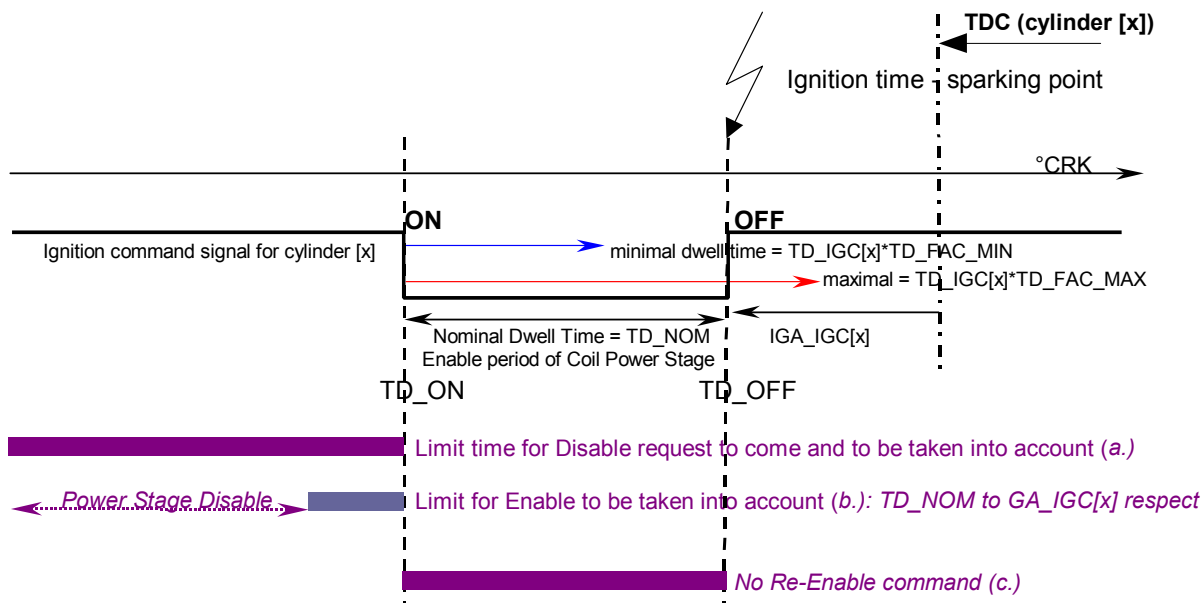 TDC (cylinder [x])
Ignition time - sparking point
°CRK
ON
OFF
Ignition command signal for cylinder [x]
minimal dwell time = TD_IGC[x]*TD_FAC_MIN
maximal = TD_IGC[x]*TD_FAC_MAX
Nominal Dwell Time = TD_NOM
IGA_IGC[x]
Enable period of Coil Power Stage
TD_ON
TD_OFF
Limit time for Disable request to come and to be taken into account (a.)
Power Stage Disable
Limit for Enable to be taken into account (b.): TD_NOM to GA_IGC[x] respect
No Re-Enable command (c.)